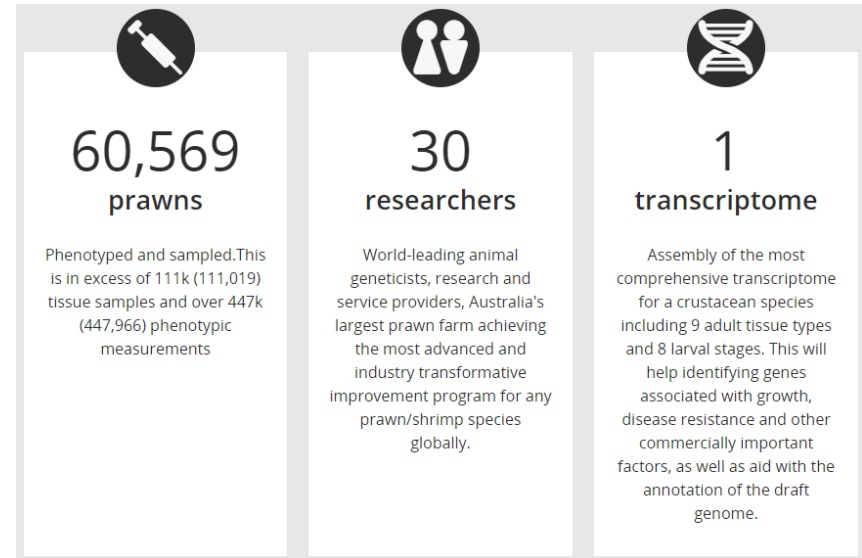 60,569
prawns
Phenotyped and sampled.This
is in excess of 111k (111,019)
tissue samples and over 447k
(447,966) phenotypic
measurements
30
researchers
World-leading animal
geneticists, research and
service providers, Australia's
largest prawn farm achieving
the most advanced and
industry transformative
improvement program for any
prawn/shrimp species
globally.
1
transcriptome
Assembly of the most
comprehensive transcriptome
for a crustacean species
including 9 adult tissue types
and 8 larval stages. This will
help identifying genes
associated with growth,
disease resistance and other
commercially important
factors, as well as aid with the
annotation of the draft
genome.